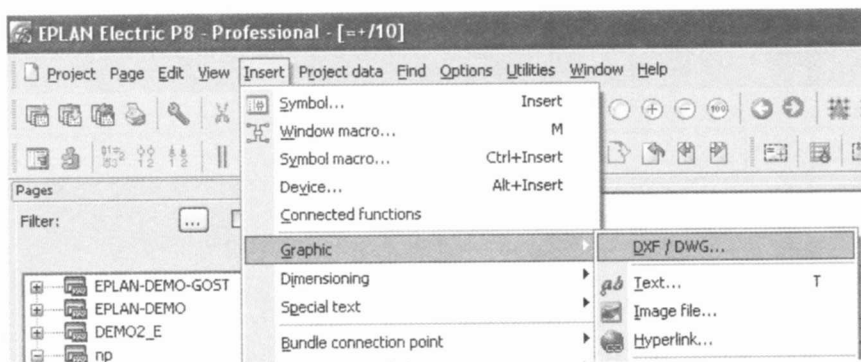 EPLAN Electric P8 - Professional - [=+/10]
Project Page Edit View Insert Project data Find Options Utilities Window Help
Symbol... Insert
Window macro... M
Symbol macro... Ctrl+Insert
Device... Alt+Insert
Connected functions
Graphic
Dimensioning
Special text
Bundle connection point
DXF / DWG...
Text... T
Image file...
Hyperlink...
100
Pages
Filter:
...
EPLAN-DEMO-GOST
EPLAN-DEMO
DEMO2_E
np